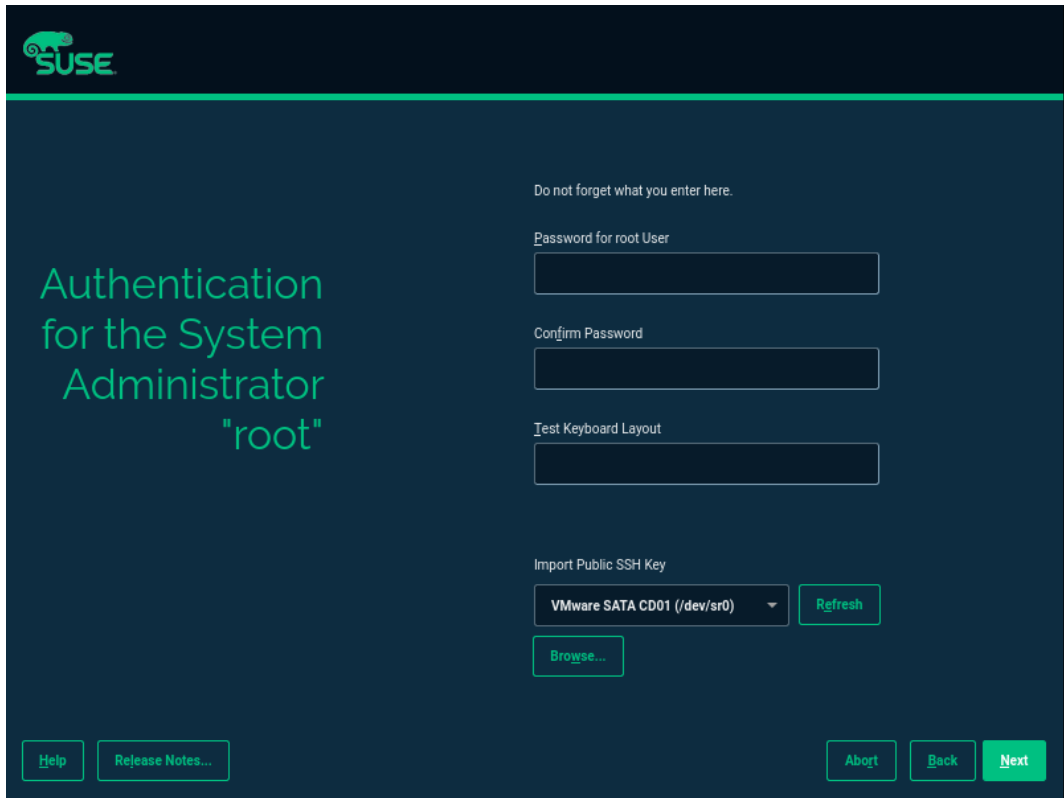 SUSE
Authentication
for the System
Administrator
"root"
Do not forget what you enter here.
Password for root User
Confirm Password
Test Keyboard Layout
Import Public SSH Key
VMware SATA CD01 (/dev/sr0)
Refresh
Browse...
Help
Release Notes...
Abort
Back
Next